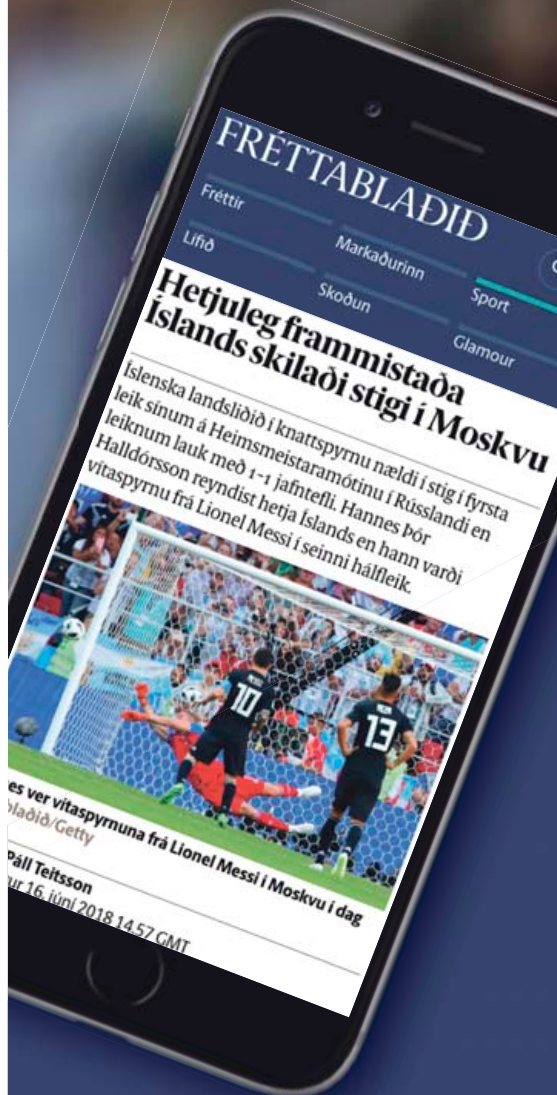 FRÉTTABLAÐIÐ
Fréttir
Markaðurinn
Sport
Lífið
Skoðun
Glamour
Hetjuleg frammistaða
Íslands skilaði stigi í Moskvu
Íslenska landsliðið í knattspyrnu nældi í stig í fyrsta
leik sínum á Heimsmeistaramótinu í Rússlandi en
leiknum lauk með 1-1 jafntefli. Hannes Þór
Halldórsson reyndist hetja Íslands en hann varði
vítaspyrnu frá Lionel Messi í seinni hálfleik.
10
13
es ver vítaspyrnuna frá Lionel Messi í Moskvu í dag
blaðið/Getty
Páll Teitsson
ur 16. júní 2018 14.57 GMT